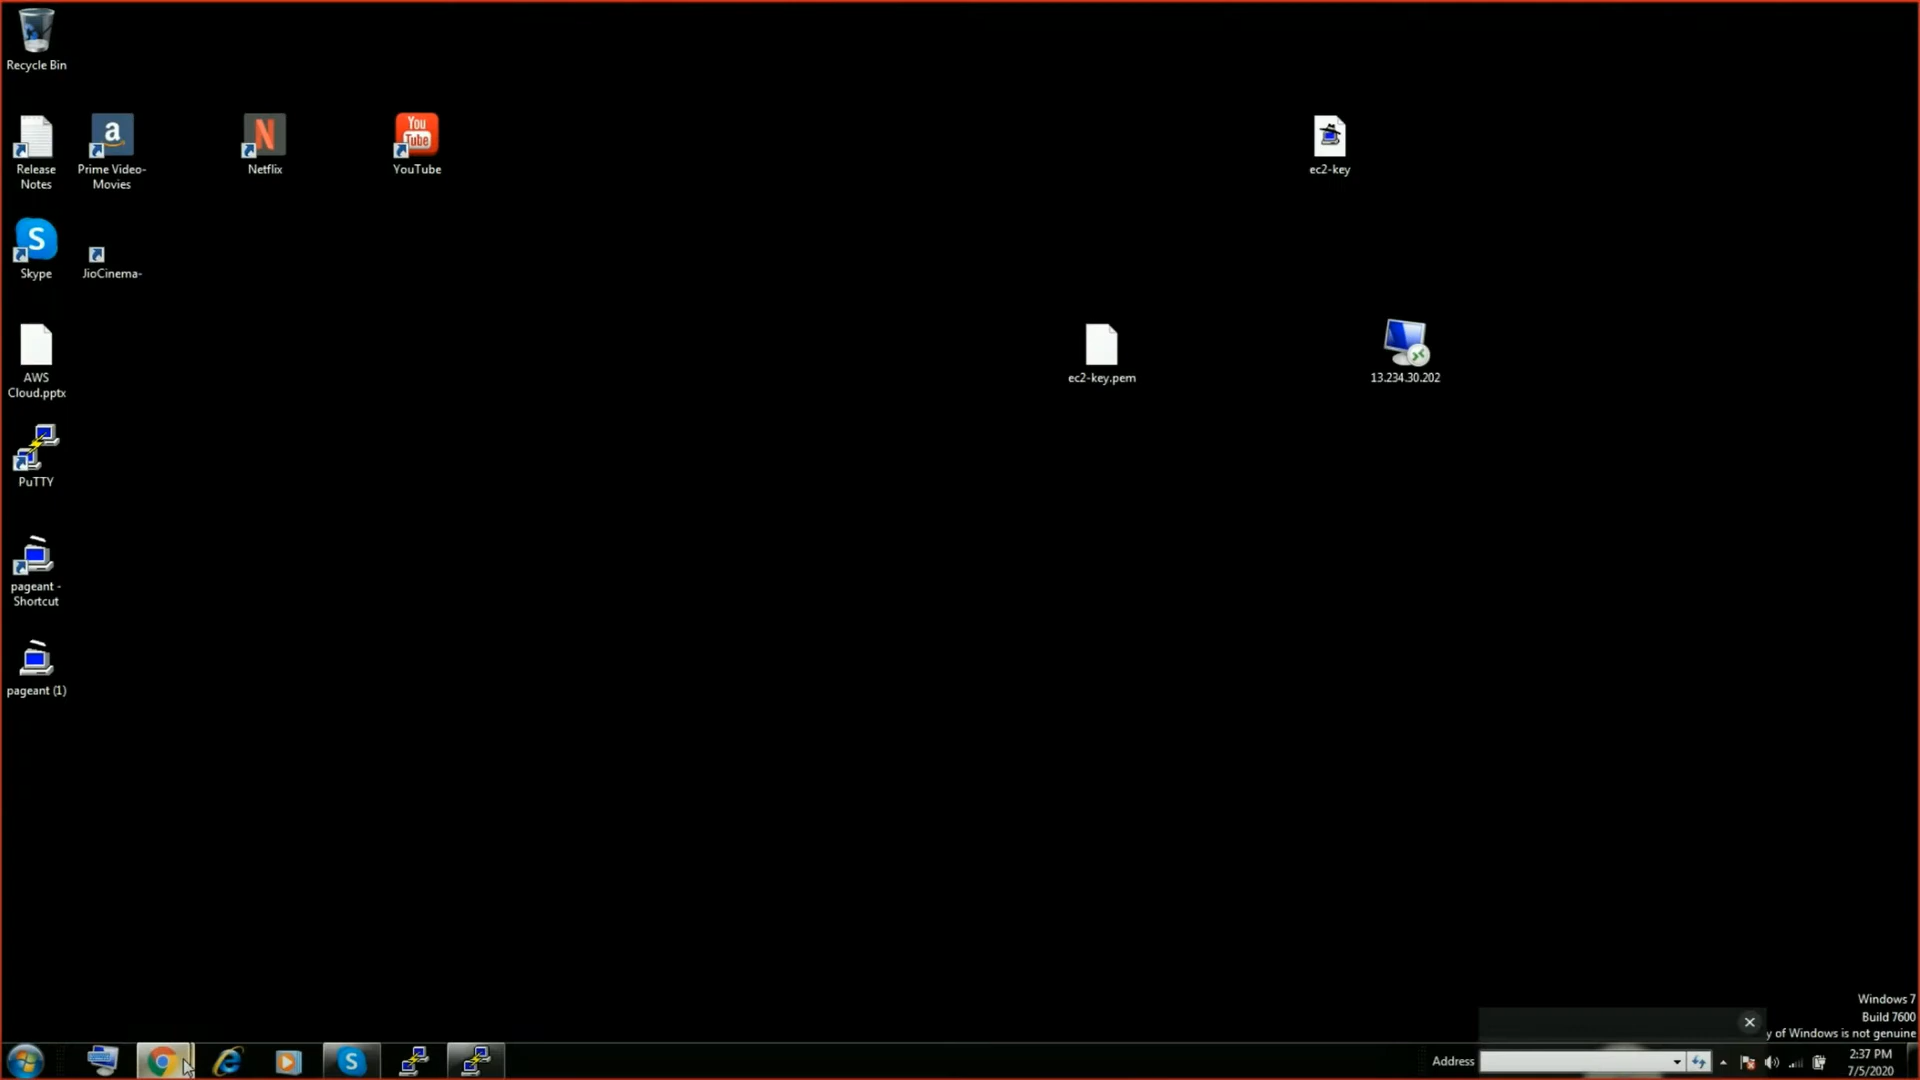 Recycle Bin
Release
Notes
Prime Video-
Movies
Netflix
YouTube
You
Tube
ec2-key
Skype
JioCinema-
AWS
Cloud.pptx
ec2-key.pem
13.234.30.202
PuTTY
pageant -
Shortcut
pageant (1)
Windows 7
Build 7600
y of Windows is not genuine
Address
2:37 PM
7/5/2020